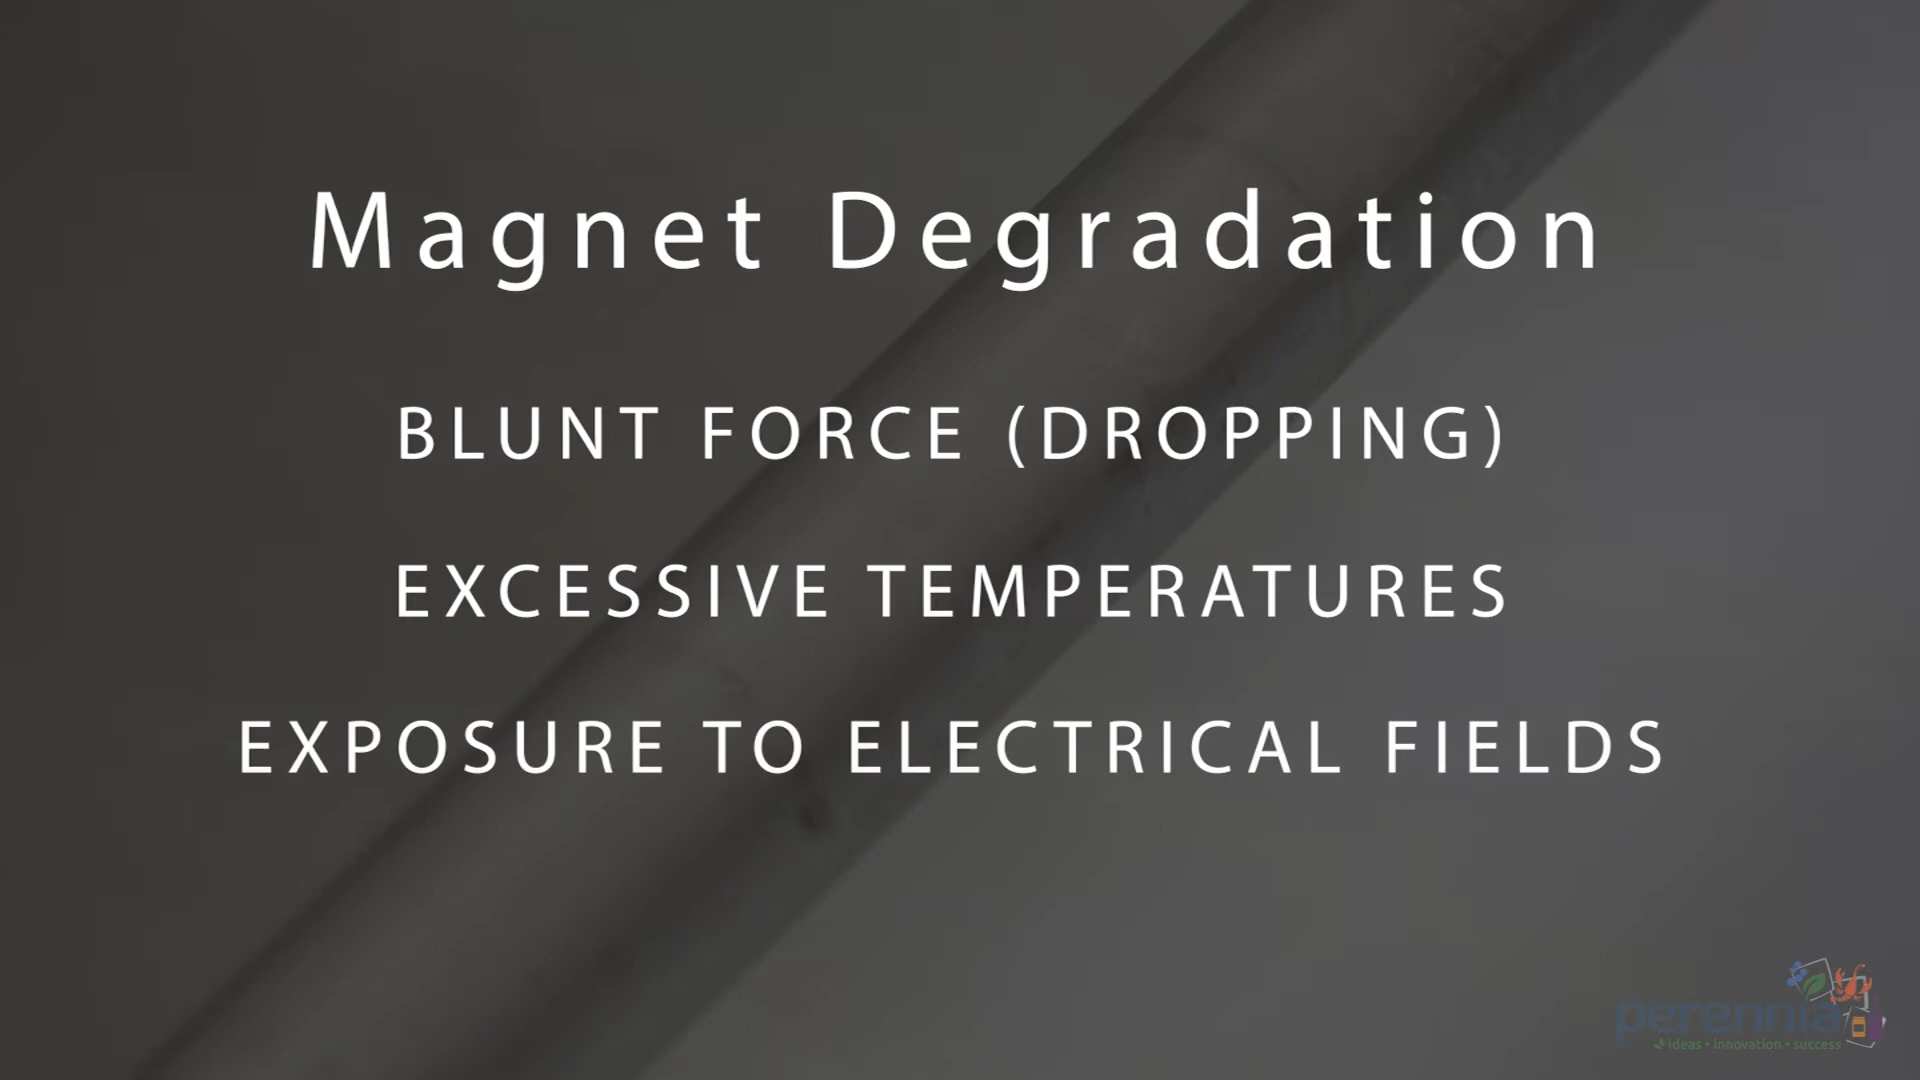 Magnet Degradation
BLUNT FORCE (DROPPING)
EXCESSIVE TEMPERATURES
EXPOSURE TO ELECTRICAL FIELDS
perennia
ideas • innovation • success